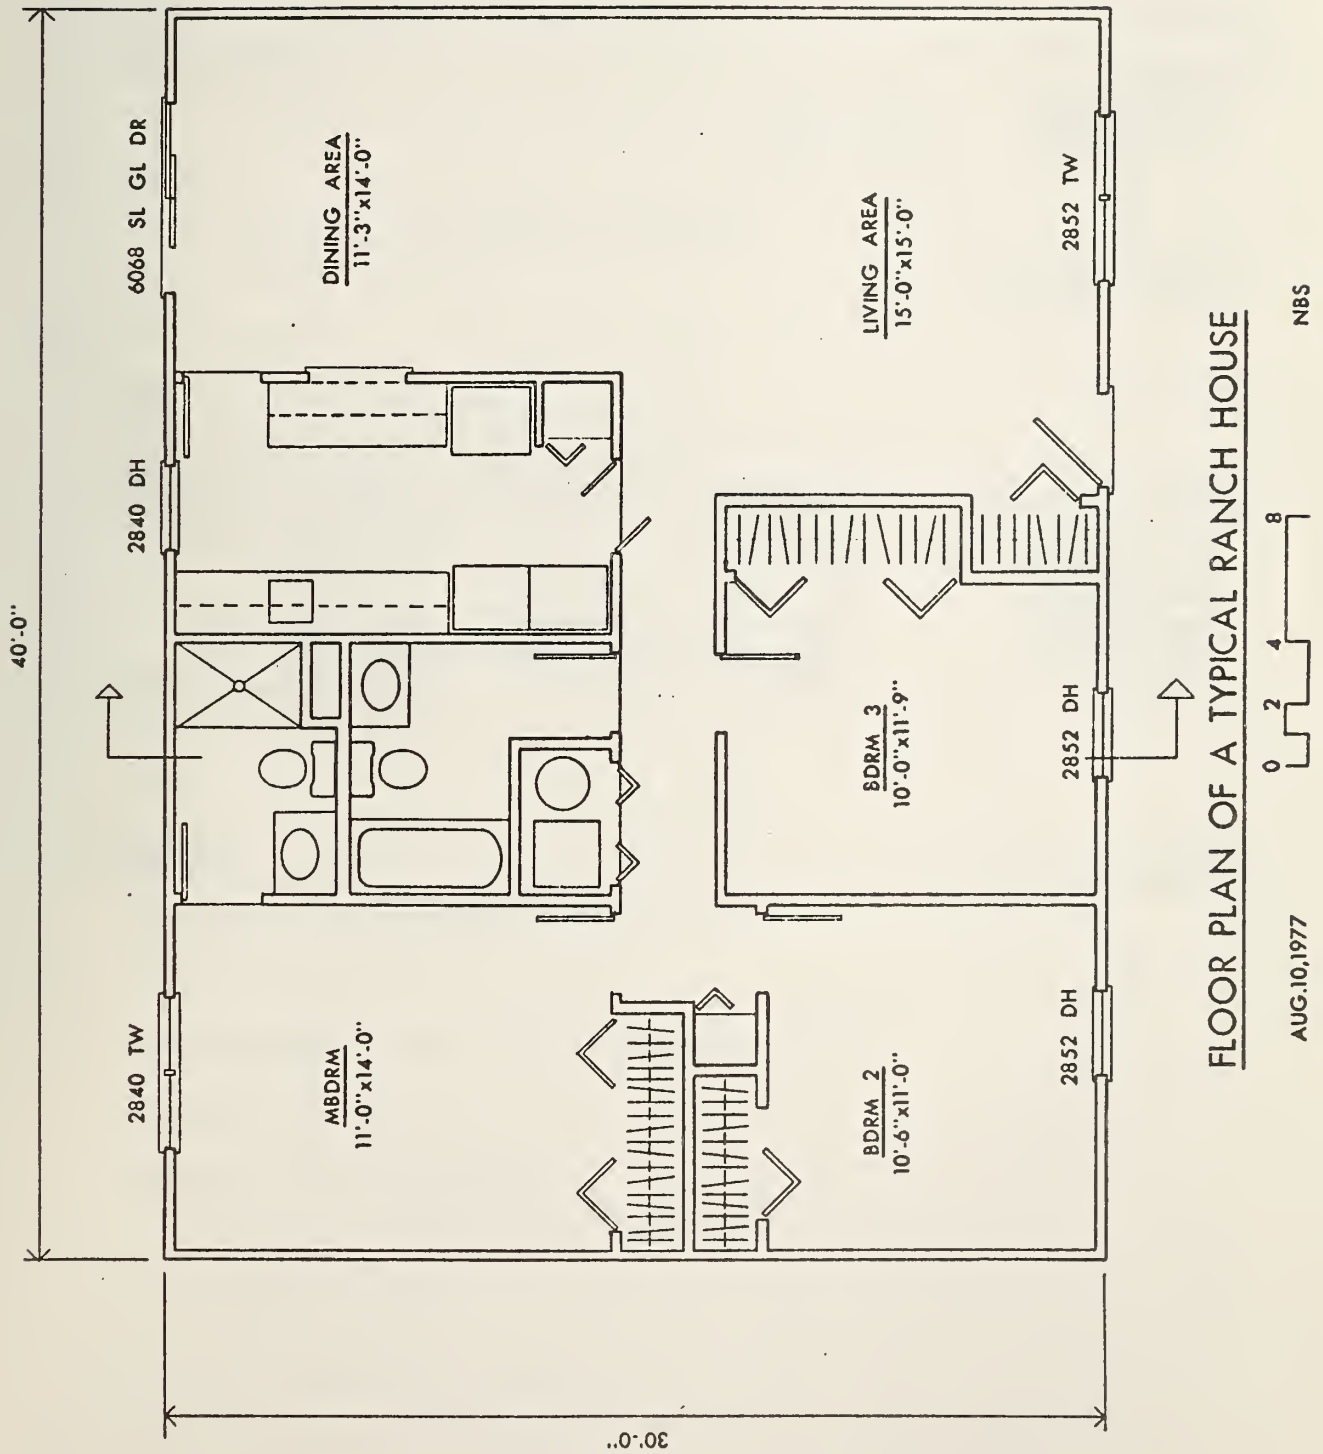 40'-0"
2840 TW
2840 DH
6068 SL GL DR
MBDRM
11'-0"x14'-0"
DINING AREA
11'-3"x14'-0"
30'-0"
BDRM 2
10'-6"x11'-0"
BDRM 3
10'-0"x11'-9"
LIVING AREA
15'-0"x15'-0"
2852 DH
2852 DH
2852 TW
FLOOR PLAN OF A TYPICAL RANCH HOUSE
AUG.10,1977
0 2 4 8
NBS